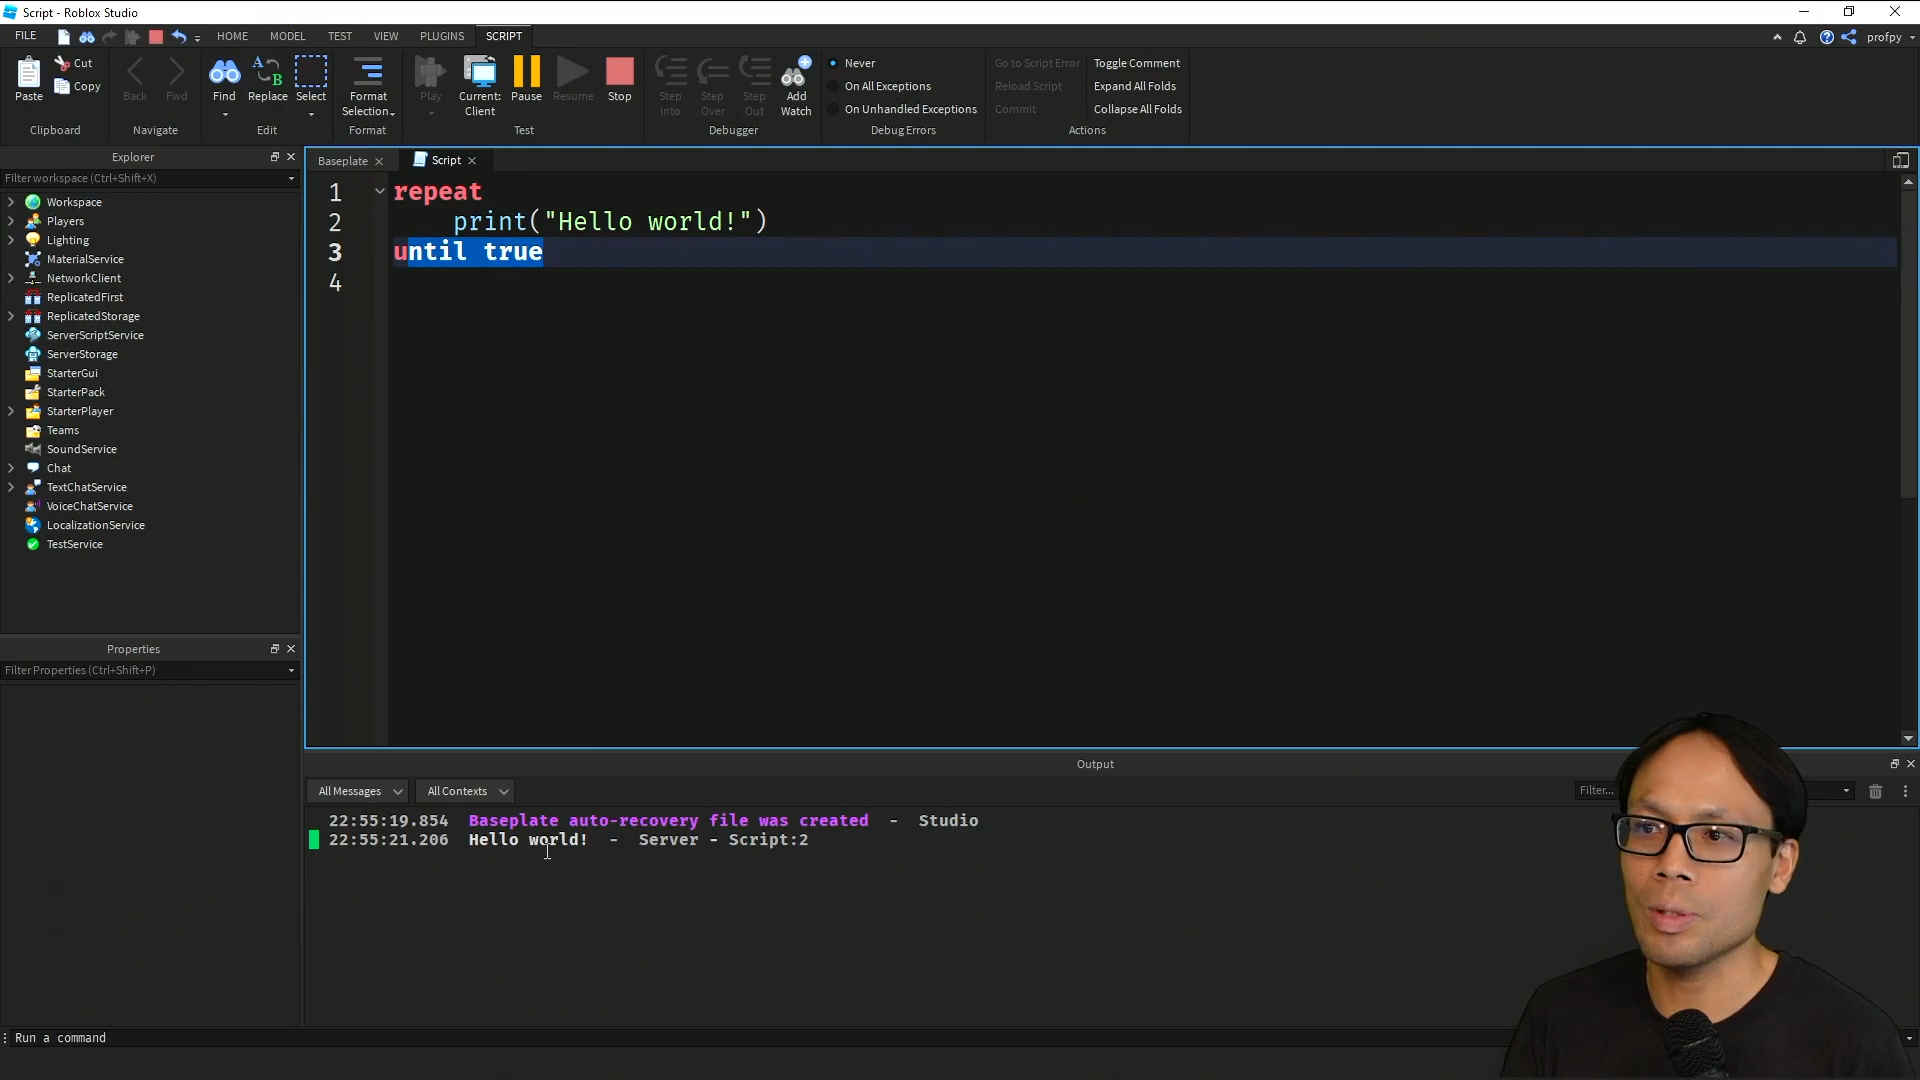 Script - Roblox Studio
FILE HOME MODEL TEST VIEW PLUGINS SCRIPT profpy
Paste Cut Copy Clipboard
Back Fwd Navigate
Find Replace Select Edit
Format Selection Format
Play Current: Client Pause Resume Stop Test
Step Into Step Over Step Out Add Watch Debugger
Never
On All Exceptions
On Unhandled Exceptions
Debug Errors
Go to Script Error
Reload Script
Commit
Toggle Comment
Expand All Folds
Collapse All Folds
Actions
Explorer
Filter workspace (Ctrl+Shift+X)
Workspace
Players
Lighting
MaterialService
NetworkClient
ReplicatedFirst
ReplicatedStorage
ServerScriptService
ServerStorage
StarterGui
StarterPack
StarterPlayer
Teams
SoundService
Chat
TextChatService
VoiceChatService
LocalizationService
TestService
Properties
Filter Properties (Ctrl+Shift+P)
Baseplate Script
1 repeat
2 print("Hello world!")
3 until true
4
Output
All Messages All Contexts Filter...
22:55:19.854 Baseplate auto-recovery file was created - Studio
22:55:21.206 Hello world! - Server - Script:2
Run a command